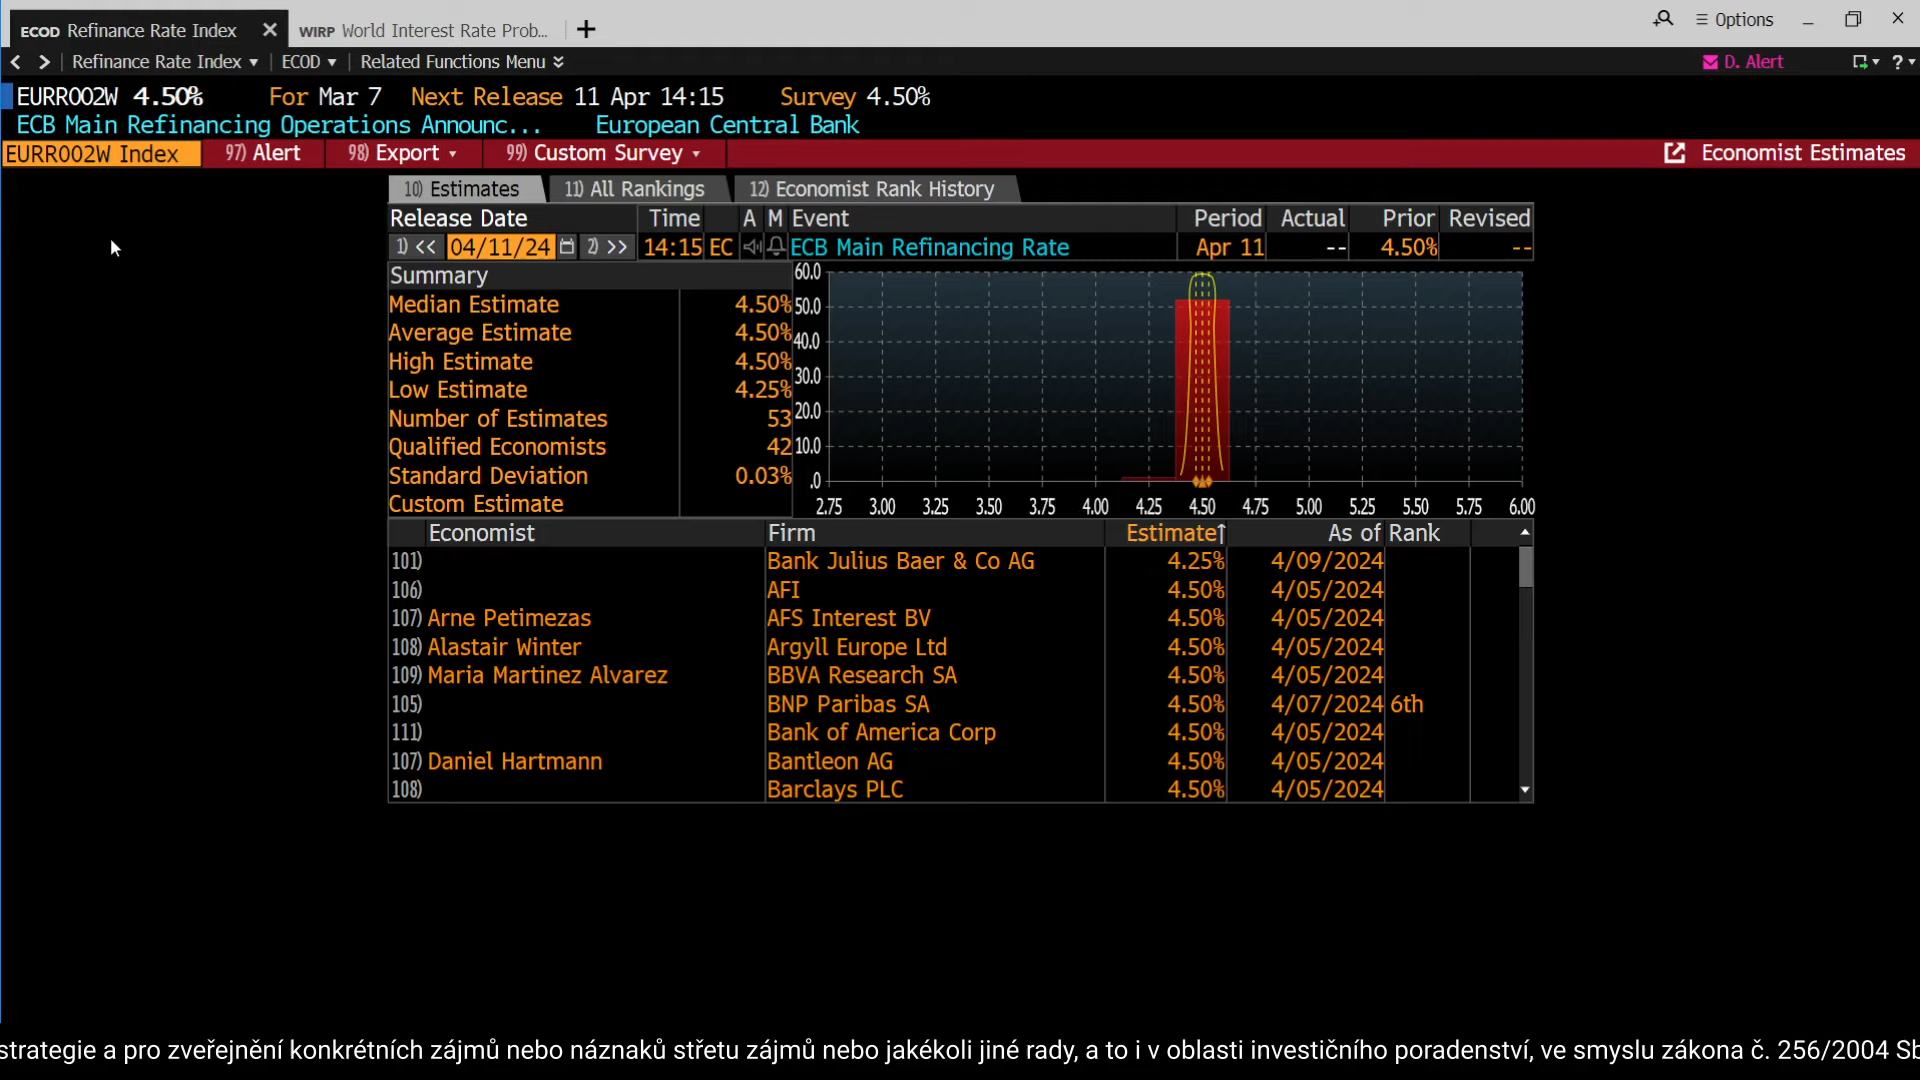 ECOD Refinance Rate Index WIRP World Interest Rate Prob... Options
Refinance Rate Index ECOD Related Functions Menu D. Alert ?
EURR002W 4.50% For Mar 7 Next Release 11 Apr 14:15 Survey 4.50%
ECB Main Refinancing Operations Announc... European Central Bank
EURR002W Index 97) Alert 98) Export 99) Custom Survey Economist Estimates
10) Estimates 11) All Rankings 12) Economist Rank History
Release Date Time A M Event Period Actual Prior Revised
1) << 04/11/24 2) >> 14:15 EC ECB Main Refinancing Rate Apr 11 -- 4.50% --
Summary
Median Estimate 4.50%
Average Estimate 4.50%
High Estimate 4.50%
Low Estimate 4.25%
Number of Estimates 53
Qualified Economists 42
Standard Deviation 0.03%
Custom Estimate
60.0
50.0
40.0
30.0
20.0
10.0
.0
2.75 3.00 3.25 3.50 3.75 4.00 4.25 4.50 4.75 5.00 5.25 5.50 5.75 6.00
Economist Firm Estimate↑ As of Rank
101) Bank Julius Baer & Co AG 4.25% 4/09/2024
106) AFI 4.50% 4/05/2024
107) Arne Petimezas AFS Interest BV 4.50% 4/05/2024
108) Alastair Winter Argyll Europe Ltd 4.50% 4/05/2024
109) Maria Martinez Alvarez BBVA Research SA 4.50% 4/05/2024
105) BNP Paribas SA 4.50% 4/07/2024 6th
111) Bank of America Corp 4.50% 4/05/2024
107) Daniel Hartmann Bantleon AG 4.50% 4/05/2024
108) Barclays PLC 4.50% 4/05/2024
strategie a pro zveřejnění konkrétních zájmů nebo náznaků střetu zájmů nebo jakékoli jiné rady, a to i v oblasti investičního poradenství, ve smyslu zákona č. 256/2004 Sb